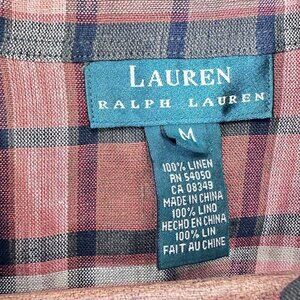 LAUREN
RALPH LAUREN
M
100% LINEN
RN 54050
CA 08349
MADE IN CHINA
100% LINO
HECHO EN CHINA
100% LIN
FAIT AU CHINE